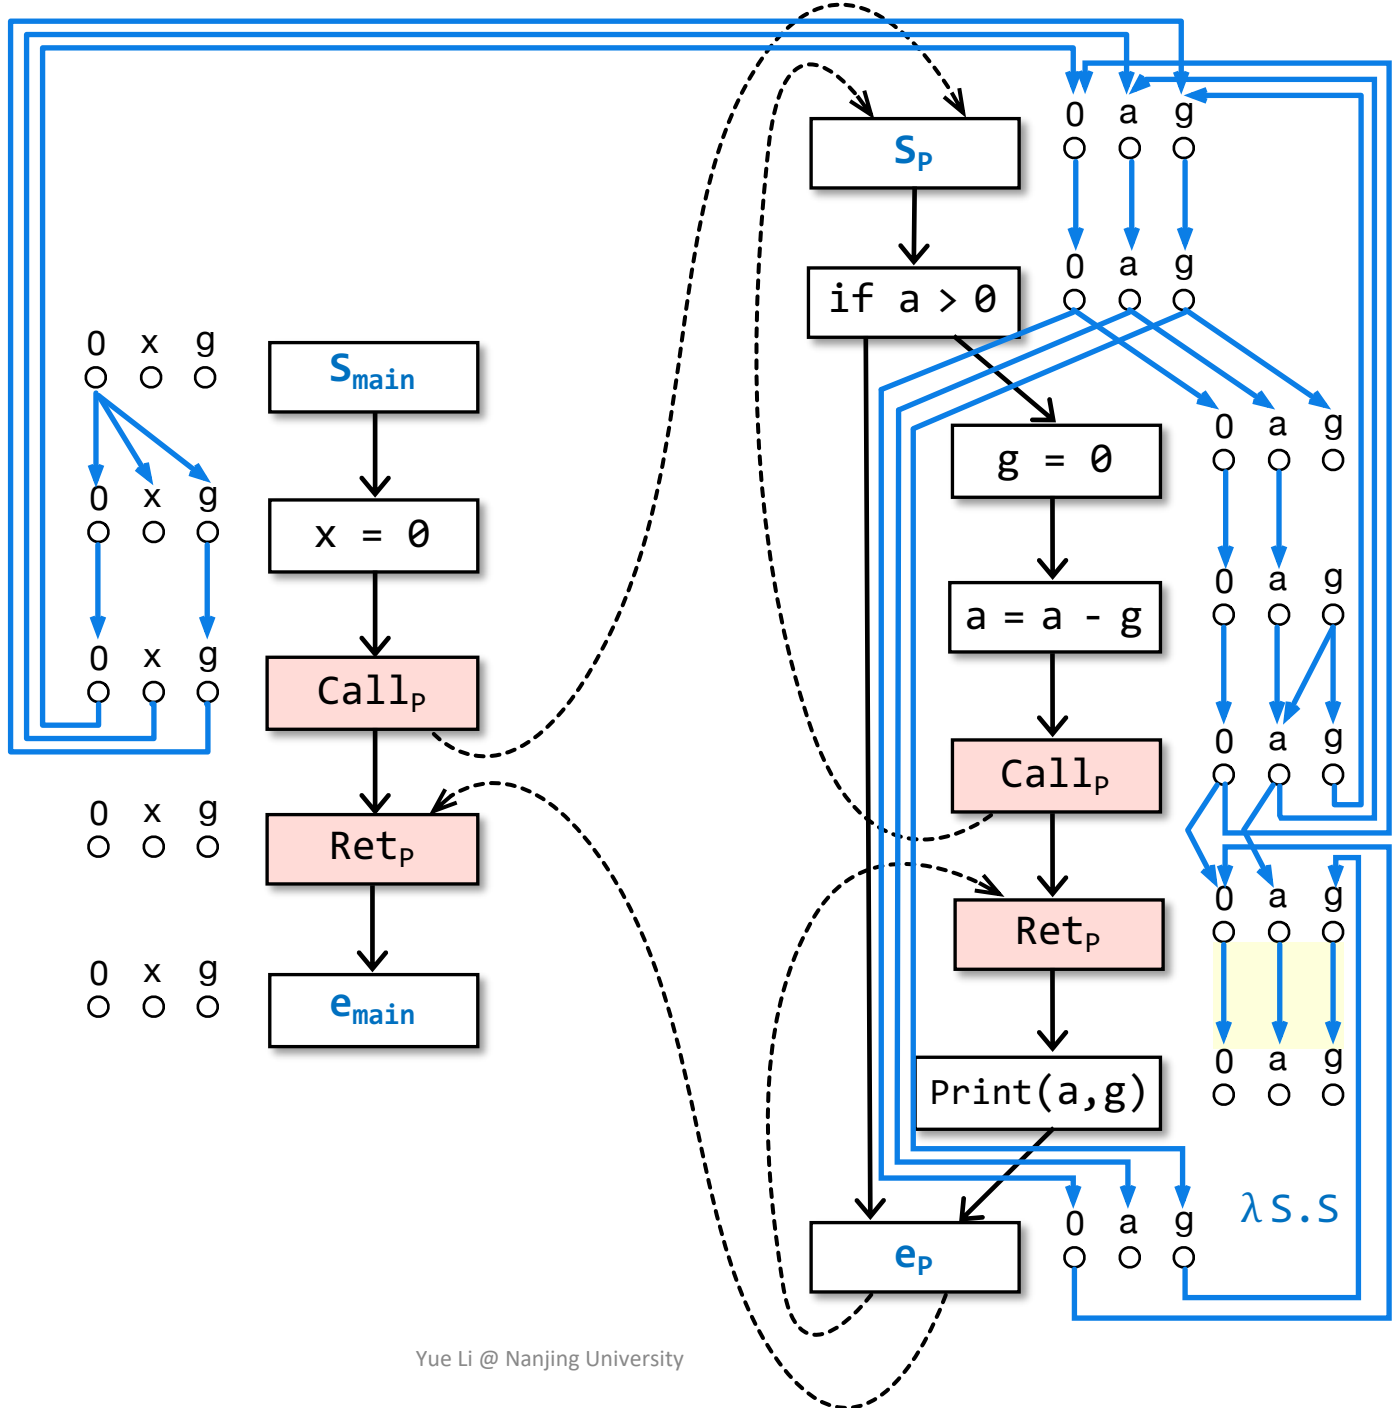 0 a g
S_P
0 a g
if a > 0
0 x g
S_main
0 a g
g = 0
0 x g
x = 0
0 a g
a = a - g
0 x g
Call_P
0 a g
Call_P
0 x g
Ret_P
0 a g
Ret_P
0 x g
e_main
0 a g
Print(a,g)
0 a g
λS.S
e_P
Yue Li @ Nanjing University